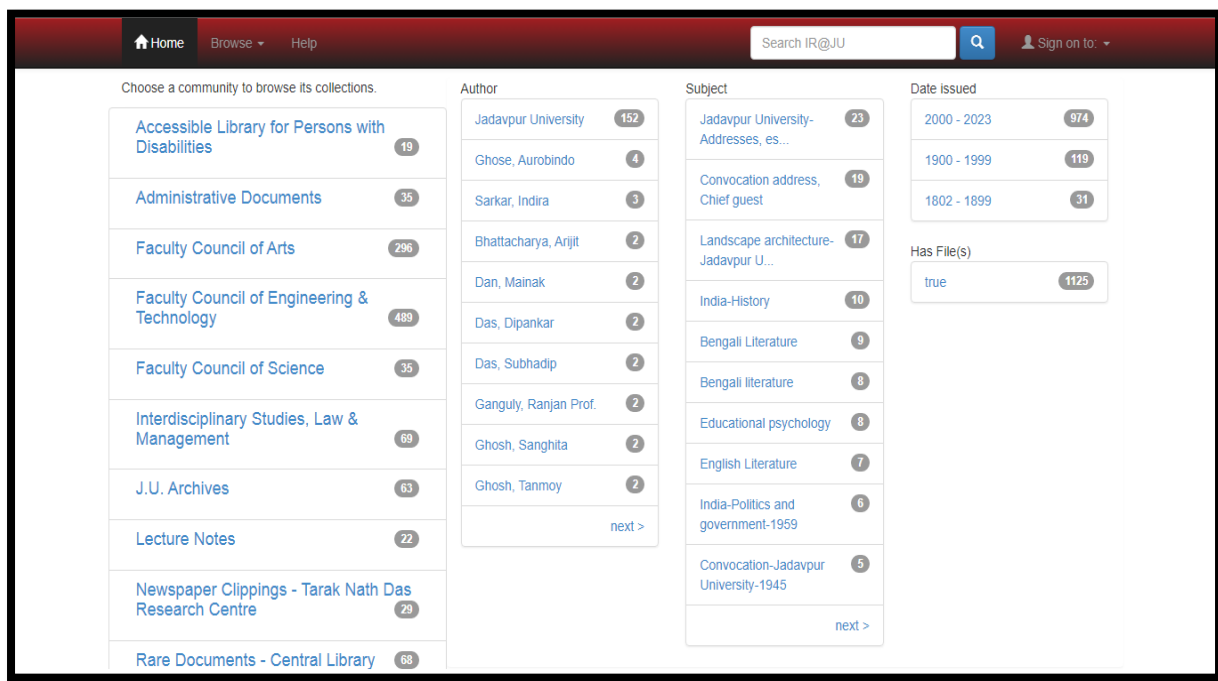 Home Browse Help Search IR@JU Sign on to:
Choose a community to browse its collections.
Accessible Library for Persons with
Disabilities 19
Administrative Documents 35
Faculty Council of Arts 296
Faculty Council of Engineering &
Technology 489
Faculty Council of Science 35
Interdisciplinary Studies, Law &
Management 69
J.U. Archives 63
Lecture Notes 22
Newspaper Clippings - Tarak Nath Das
Research Centre 29
Rare Documents - Central Library 68
Author
Jadavpur University 152
Ghose, Aurobindo 4
Sarkar, Indira 3
Bhattacharya, Arijit 2
Dan, Mainak 2
Das, Dipankar 2
Das, Subhadip 2
Ganguly, Ranjan Prof. 2
Ghosh, Sanghita 2
Ghosh, Tanmoy 2
next >
Subject
Jadavpur University- 23
Addresses, es...
Convocation address, 19
Chief guest
Landscape architecture- 17
Jadavpur U...
India-History 10
Bengali Literature 9
Bengali literature 8
Educational psychology 8
English Literature 7
India-Politics and 6
government-1959
Convocation-Jadavpur 5
University-1945
next >
Date issued
2000 - 2023 974
1900 - 1999 119
1802 - 1899 31
Has File(s)
true 1125